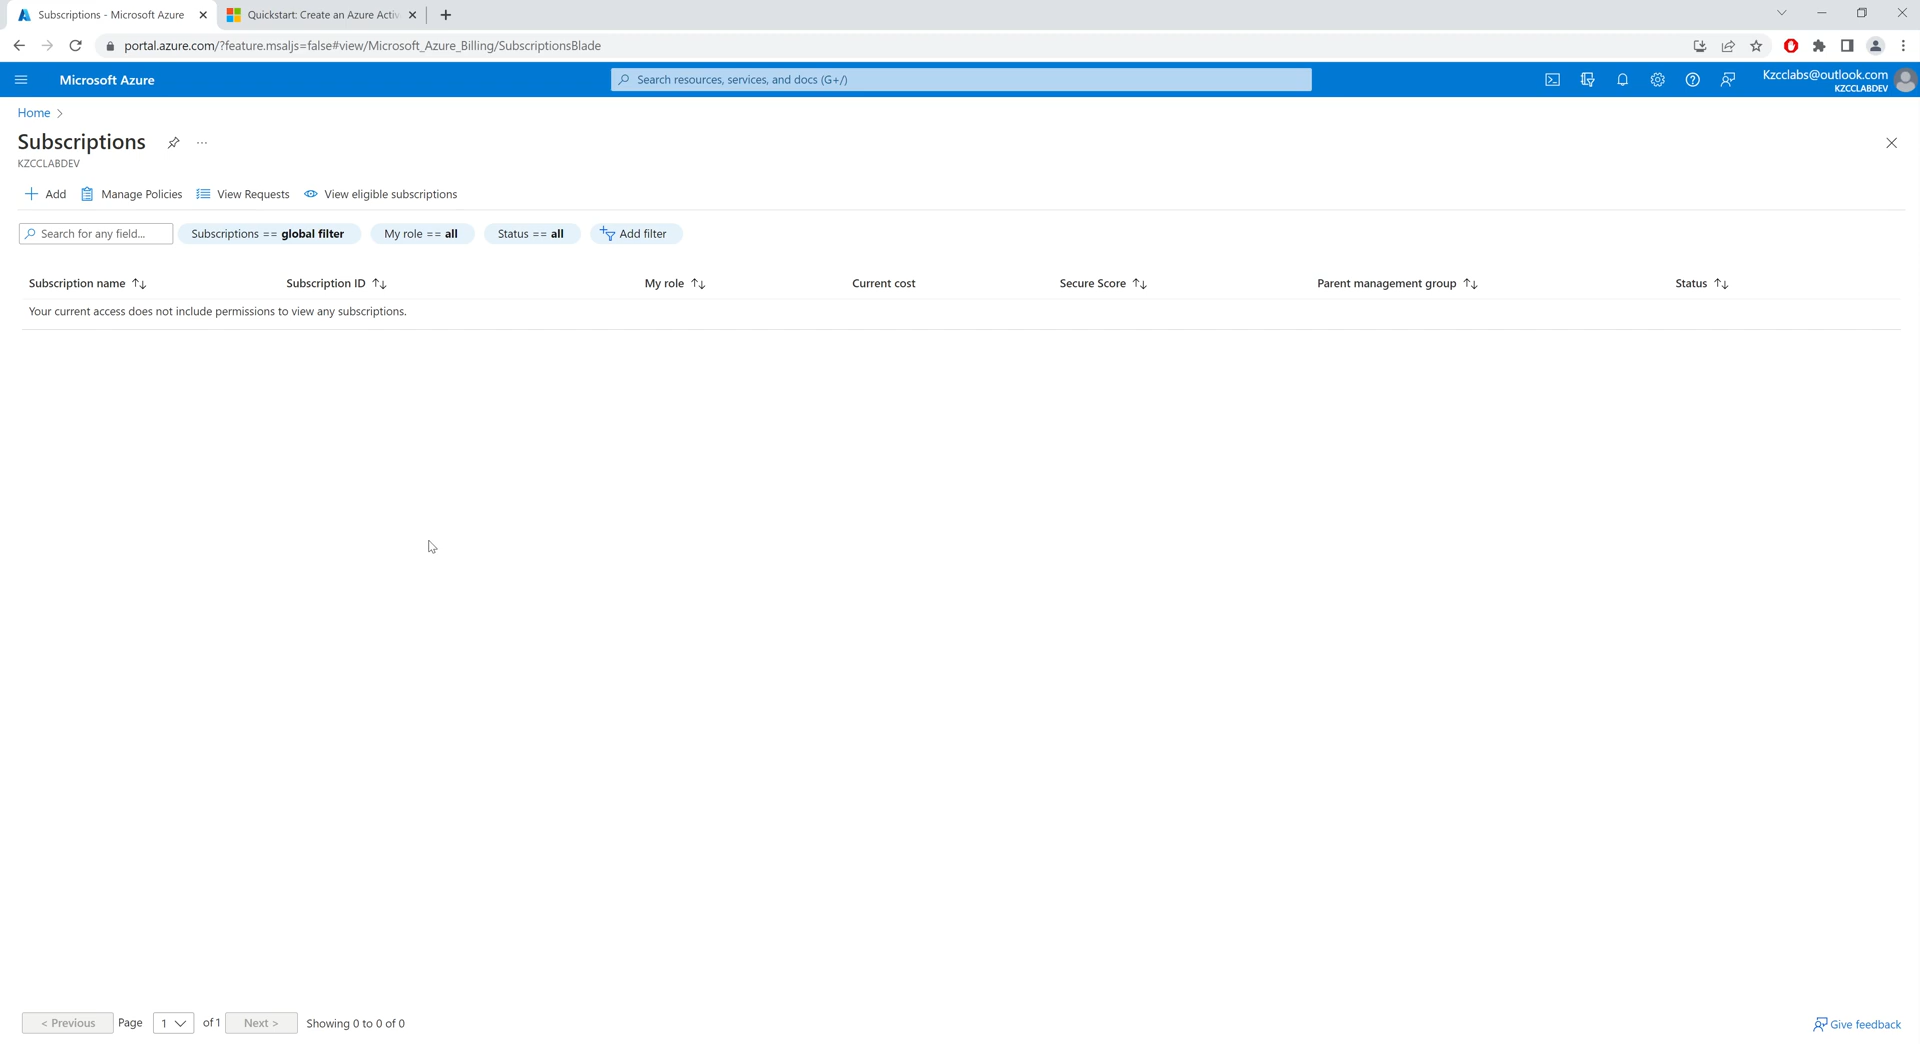 Subscriptions - Microsoft Azure
Quickstart: Create an Azure Activ
portal.azure.com/?feature.msaljs=false#view/Microsoft_Azure_Billing/SubscriptionsBlade
Microsoft Azure
Search resources, services, and docs (G+/)
Kzcclabs@outlook.com
KZCCLABDEV
Home >
Subscriptions
KZCCLABDEV
Add Manage Policies View Requests View eligible subscriptions
Search for any field... Subscriptions == global filter My role == all Status == all Add filter
Subscription name Subscription ID My role Current cost Secure Score Parent management group Status
Your current access does not include permissions to view any subscriptions.
< Previous Page 1 of 1 Next > Showing 0 to 0 of 0
Give feedback